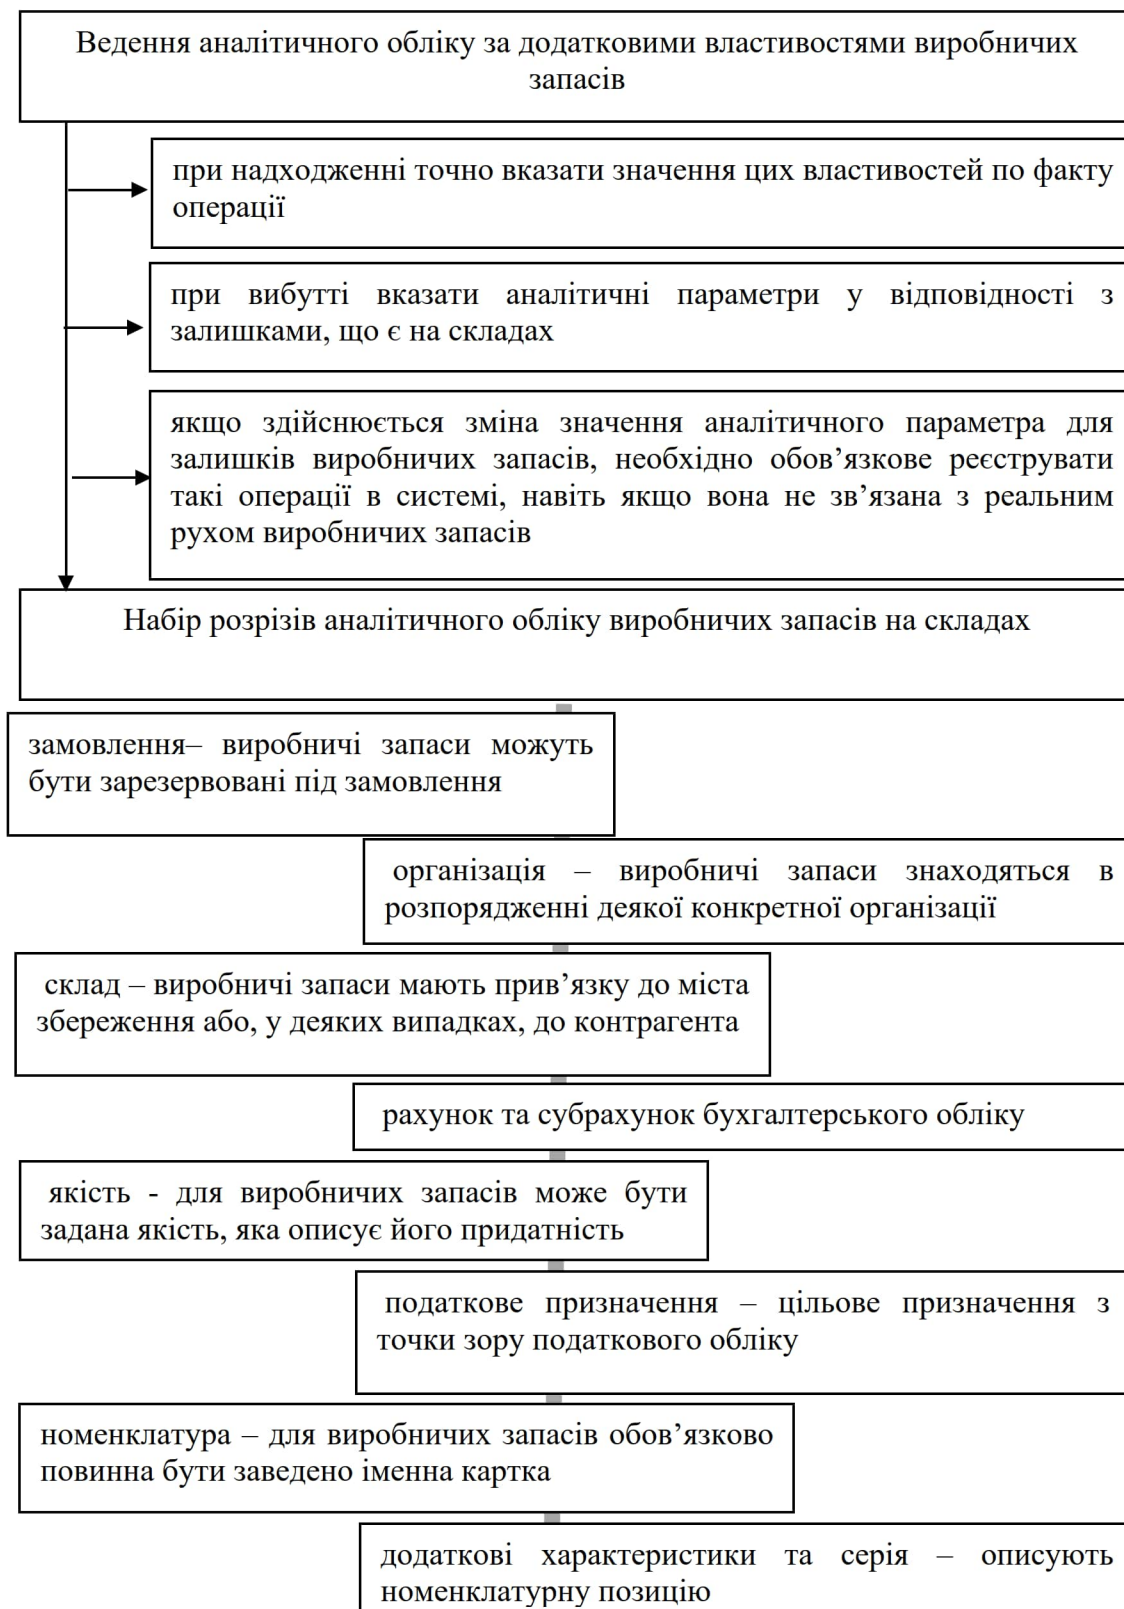 Ведення аналітичного обліку за додатковими властивостями виробничих
запасів
при надходженні точно вказати значення цих властивостей по факту
операції
при вибутті вказати аналітичні параметри у відповідності з
залишками, що є на складах
якщо здійснюється зміна значення аналітичного параметра для
залишків виробничих запасів, необхідно обов’язкове реєструвати
такі операції в системі, навіть якщо вона не зв’язана з реальним
рухом виробничих запасів
Набір розрізів аналітичного обліку виробничих запасів на складах
замовлення– виробничі запаси можуть
бути зарезервовані під замовлення
організація – виробничі запаси знаходяться в
розпорядженні деякої конкретної організації
склад – виробничі запаси мають прив’язку до міста
збереження або, у деяких випадках, до контрагента
рахунок та субрахунок бухгалтерського обліку
якість - для виробничих запасів може бути
задана якість, яка описує його придатність
податкове призначення – цільове призначення з
точки зору податкового обліку
номенклатура – для виробничих запасів обов’язково
повинна бути заведено іменна картка
додаткові характеристики та серія – описують
номенклатурну позицію